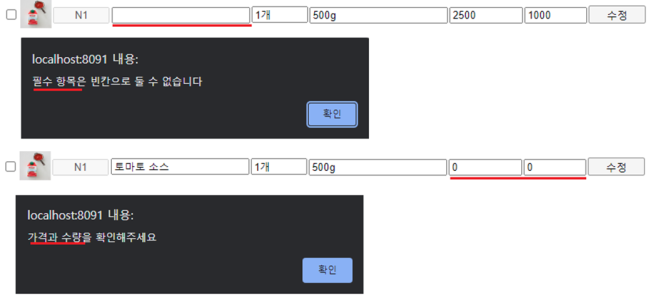 N1 1개 500g 2500 1000 수정
localhost:8091 내용:
필수 항목은 빈칸으로 둘 수 없습니다
확인
N1 토마토 소스 1개 500g 0 0 수정
localhost:8091 내용:
가격과 수량을 확인해주세요
확인